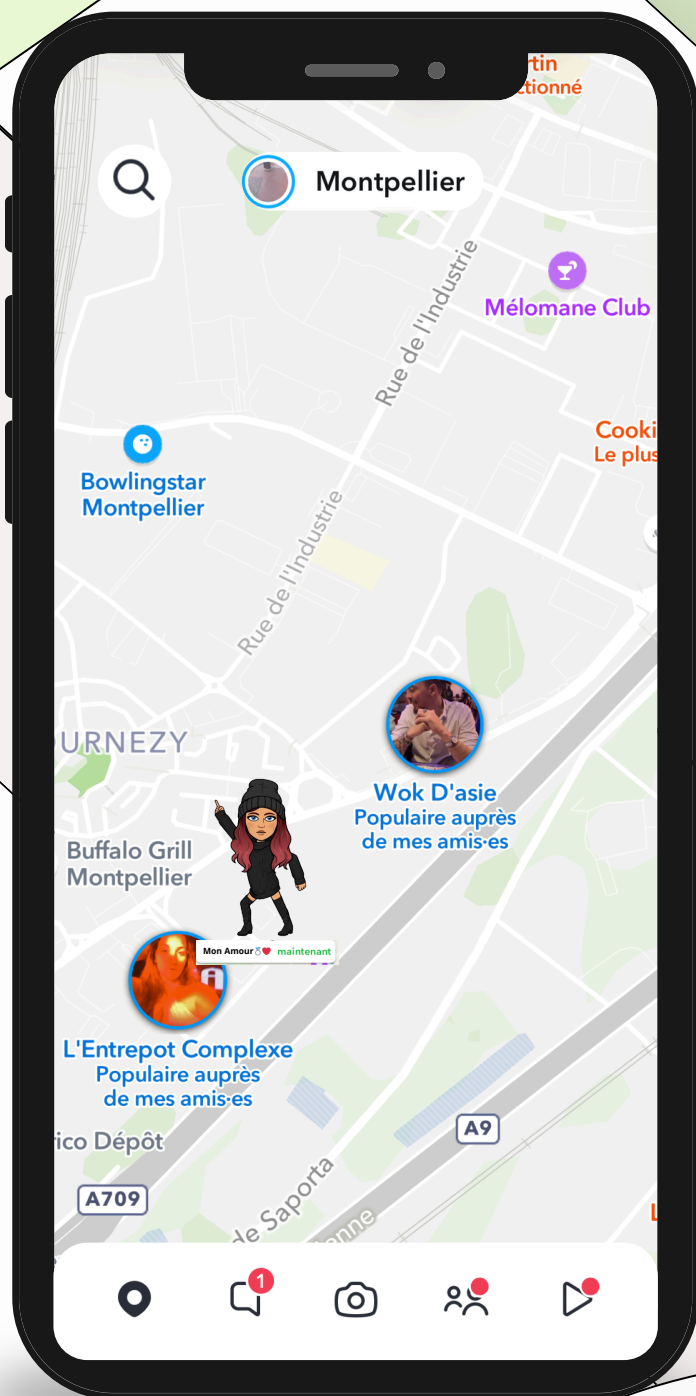 rtin
ctionné
Montpellier
Rue de l'Industrie
Mélomane Club
Cooki
Le plus
Bowlingstar
Montpellier
Rue de l'Industrie
URNEZY
Wok D'asie
Populaire auprès
de mes amis·es
Buffalo Grill
Montpellier
Mon Amour💍❤️ maintenant
L'Entrepot Complexe
Populaire auprès
de mes amis·es
ico Dépôt
A9
A709
de Saporta
enne
L
1